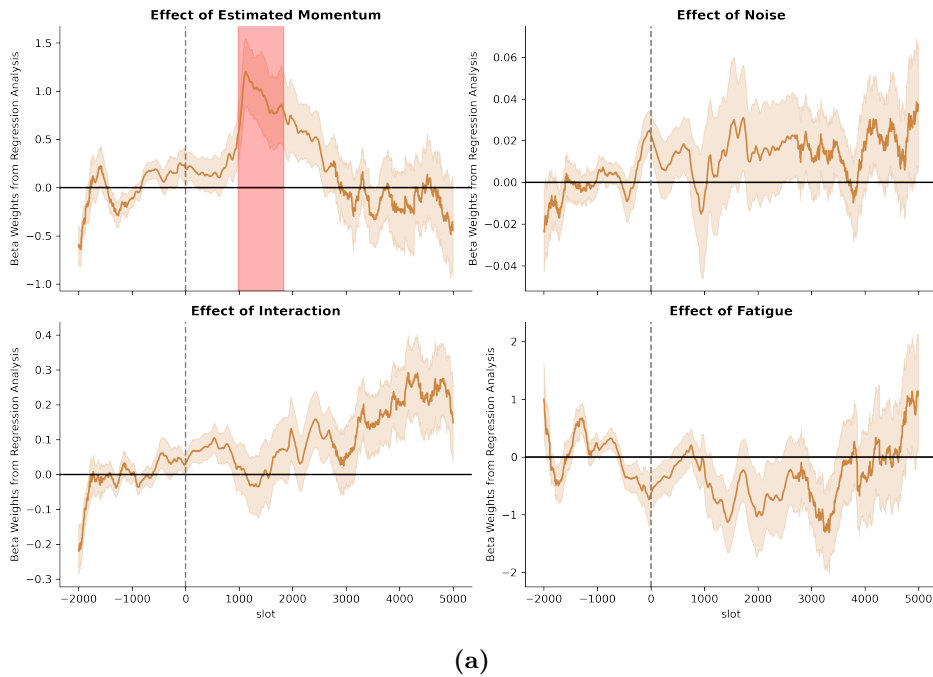 Effect of Estimated Momentum
Beta Weights from Regression Analysis
1.5
1.0
0.5
0.0
−0.5
−1.0
Effect of Noise
Beta Weights from Regression Analysis
0.06
0.04
0.02
0.00
−0.02
−0.04
Effect of Interaction
Beta Weights from Regression Analysis
0.4
0.3
0.2
0.1
0.0
−0.1
−0.2
−0.3
−2000 −1000 0 1000 2000 3000 4000 5000
slot
Effect of Fatigue
Beta Weights from Regression Analysis
2
1
0
−1
−2
−2000 −1000 0 1000 2000 3000 4000 5000
slot
(a)